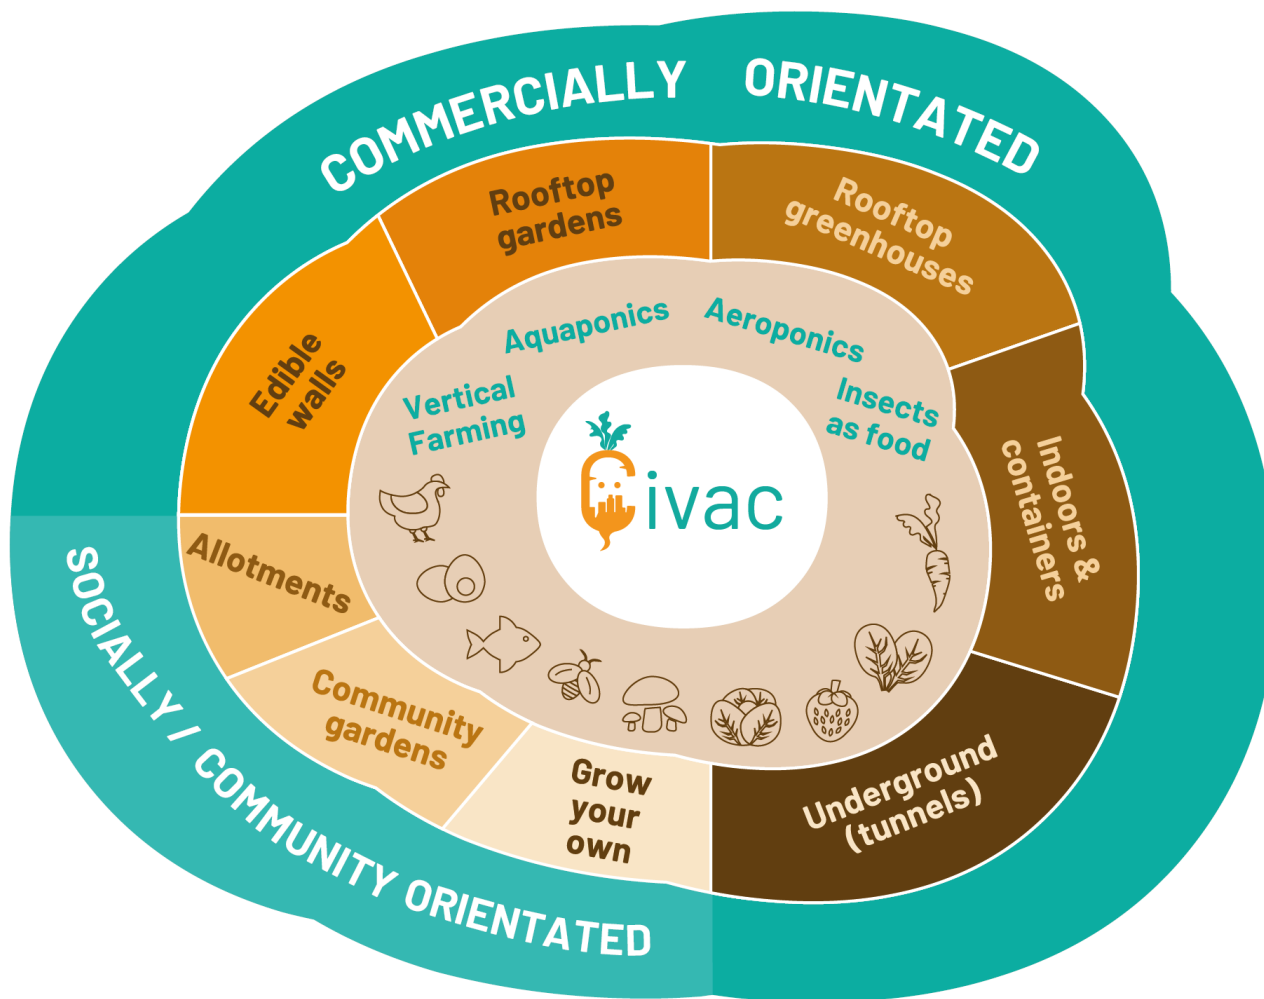 COMMERCIALLY ORIENTATED
Rooftop
gardens
Rooftop
greenhouses
Edible
walls
Indoors &
containers
Allotments
Community
gardens
Grow
your
own
Underground
(tunnels)
Aquaponics
Aeroponics
Vertical
Farming
Insects
as food
Civac
SOCIALLY / COMMUNITY ORIENTATED